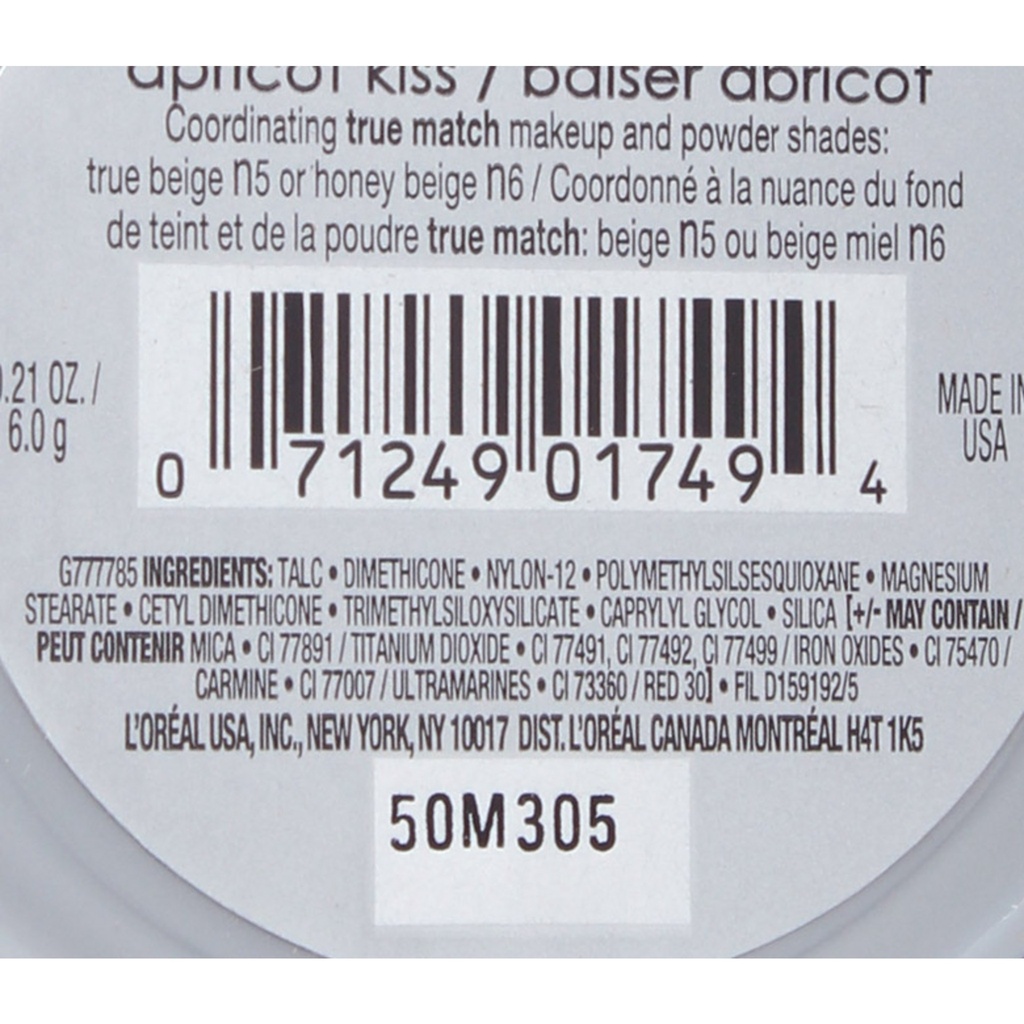 apricot kiss / baiser abricot
Coordinating true match makeup and powder shades:
true beige n5 or honey beige n6 / Coordonné à la nuance du fond
de teint et de la poudre true match: beige n5 ou beige miel n6
.21 OZ. /
6.0 g
MADE IN
USA
0 71249 01749 4
G777785 INGREDIENTS: TALC • DIMETHICONE • NYLON-12 • POLYMETHYLSILSESQUIOXANE • MAGNESIUM
STEARATE • CETYL DIMETHICONE • TRIMETHYLSILOXYSILICATE • CAPRYLYL GLYCOL • SILICA [+/- MAY CONTAIN /
PEUT CONTENIR MICA • CI 77891 / TITANIUM DIOXIDE • CI 77491, CI 77492, CI 77499 / IRON OXIDES • CI 75470 /
CARMINE • CI 77007 / ULTRAMARINES • CI 73360 / RED 30] • FIL D159192/5
L'ORÉAL USA, INC., NEW YORK, NY 10017 DIST. L'ORÉAL CANADA MONTRÉAL H4T 1K5
50M305